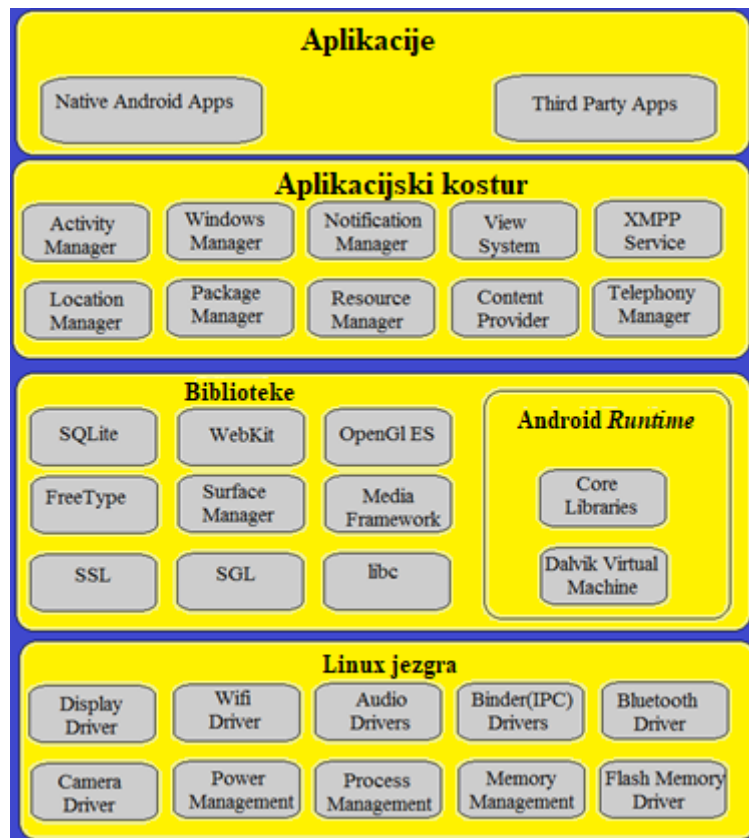 Aplikacije
Native Android Apps
Third Party Apps
Aplikacijski kostur
Activity
Manager
Windows
Manager
Notification
Manager
View
System
XMPP
Service
Location
Manager
Package
Manager
Resource
Manager
Content
Provider
Telephony
Manager
Biblioteke
SQLite
WebKit
OpenGl ES
FreeType
Surface
Manager
Media
Framework
SSL
SGL
libc
Android Runtime
Core
Libraries
Dalvik Virtual
Machine
Linux jezgra
Display
Driver
Wifi
Driver
Audio
Drivers
Binder(IPC)
Drivers
Bluetooth
Driver
Camera
Driver
Power
Management
Process
Management
Memory
Management
Flash Memory
Driver